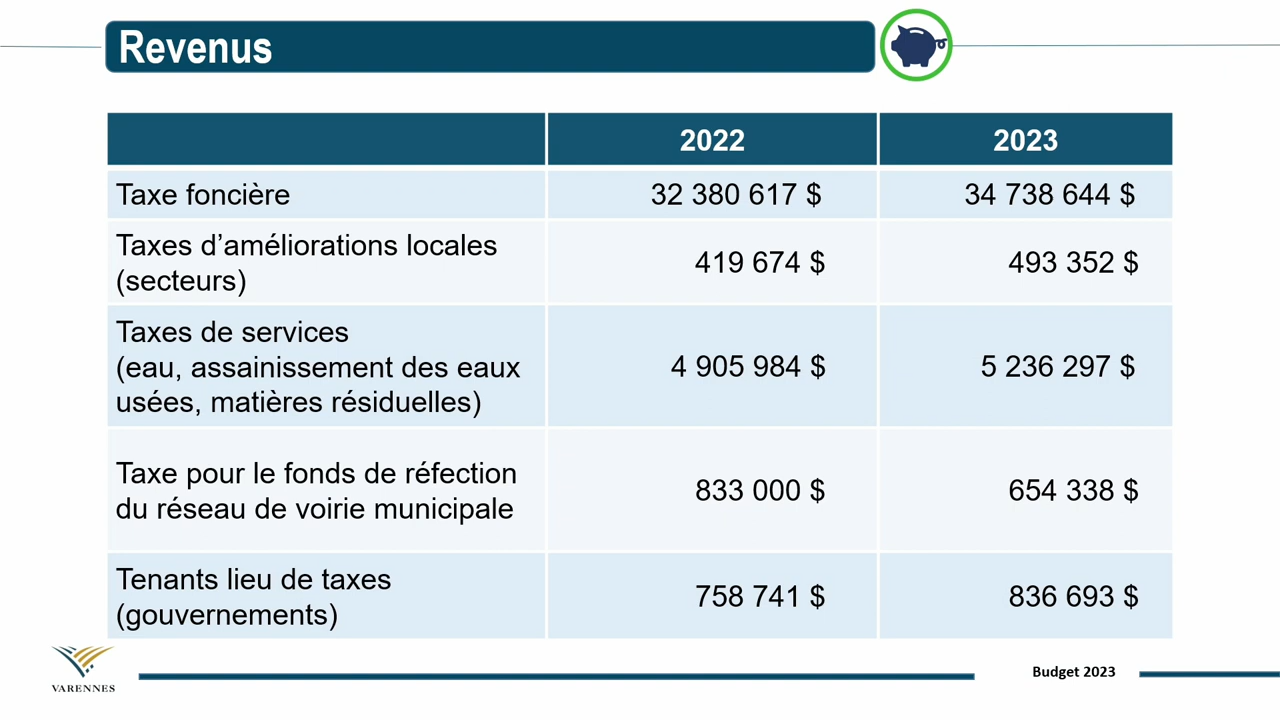 Revenus
2022 2023
Taxe foncière 32 380 617 $ 34 738 644 $
Taxes d’améliorations locales
(secteurs) 419 674 $ 493 352 $
Taxes de services
(eau, assainissement des eaux
usées, matières résiduelles) 4 905 984 $ 5 236 297 $
Taxe pour le fonds de réfection
du réseau de voirie municipale 833 000 $ 654 338 $
Tenants lieu de taxes
(gouvernements) 758 741 $ 836 693 $
VARENNES
Budget 2023